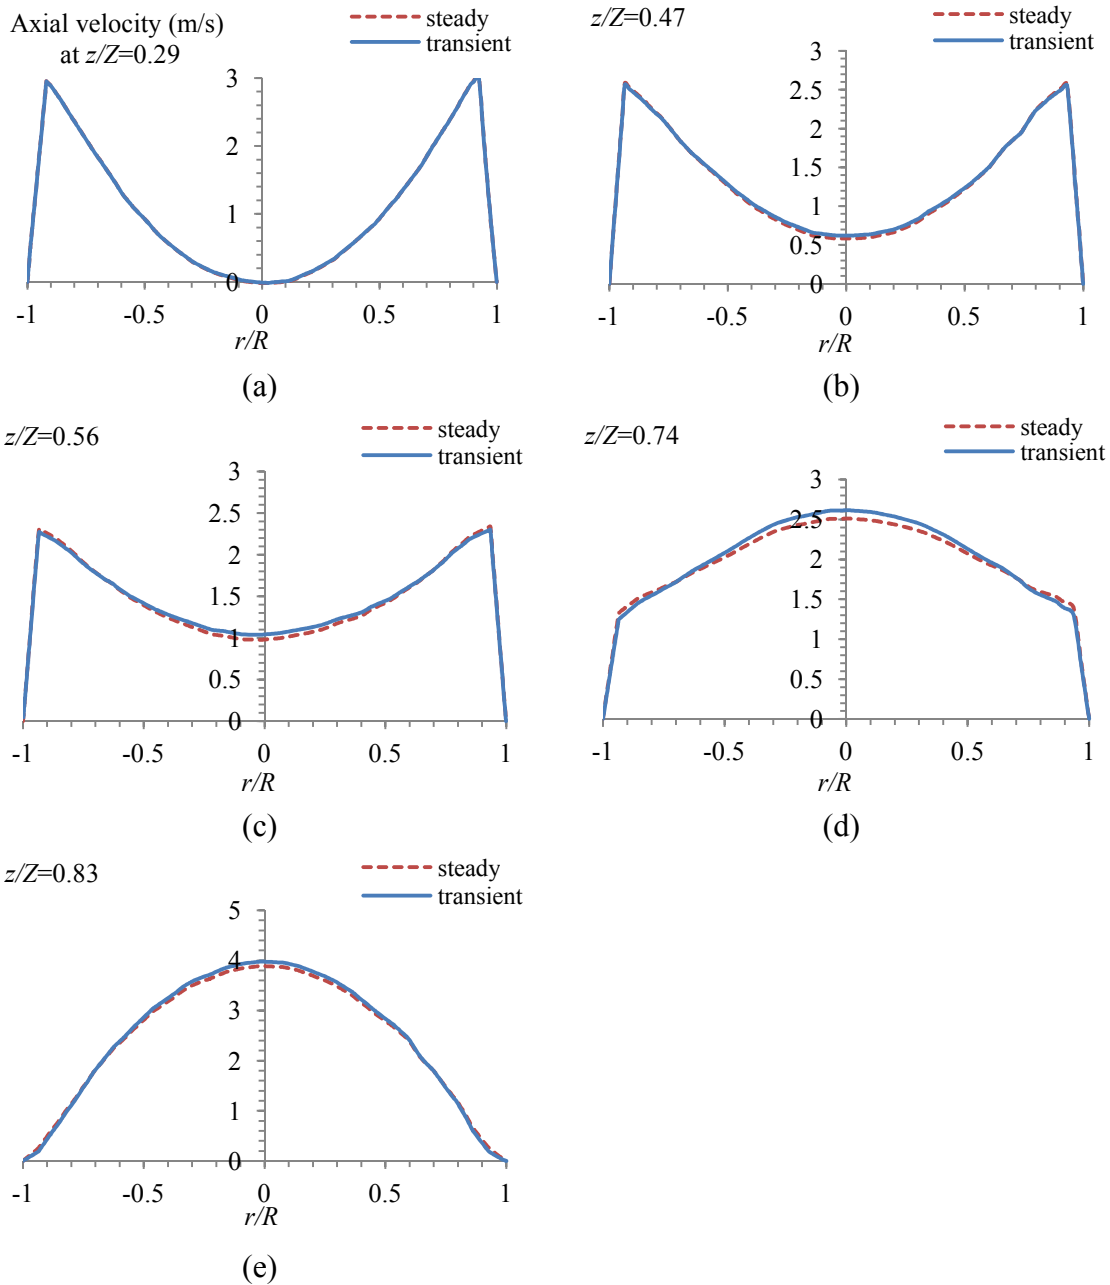 Axial velocity (m/s)
at z/Z=0.29
steady
transient
3
2
1
0
-1 -0.5 0 0.5 1
r/R
(a)
z/Z=0.47
steady
transient
3
2.5
2
1.5
1
0.5
0
-1 -0.5 0 0.5 1
r/R
(b)
z/Z=0.56
steady
transient
3
2.5
2
1.5
1
0.5
0
-1 -0.5 0 0.5 1
r/R
(c)
z/Z=0.74
steady
transient
3
2.5
2
1.5
1
0.5
0
-1 -0.5 0 0.5 1
r/R
(d)
z/Z=0.83
steady
transient
5
4
3
2
1
0
-1 -0.5 0 0.5 1
r/R
(e)